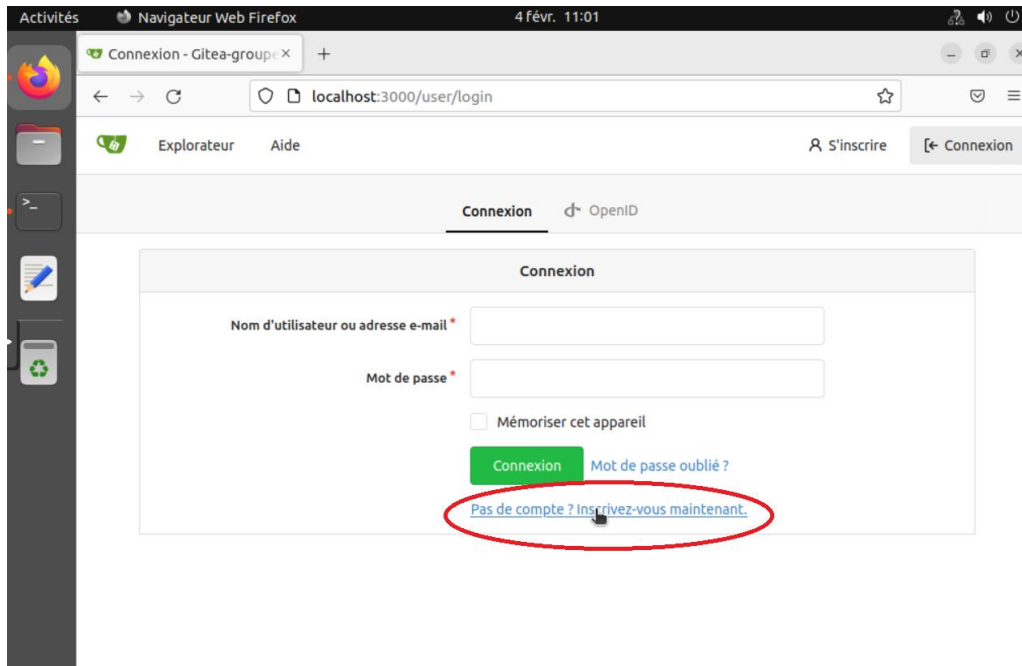 Activités Navigateur Web Firefox 4 févr. 11:01
Connexion - Gitea-groupe
localhost:3000/user/login
Explorateur Aide S'inscrire Connexion
Connexion OpenID
Connexion
Nom d'utilisateur ou adresse e-mail *
Mot de passe *
Mémoriser cet appareil
Connexion Mot de passe oublié ?
Pas de compte ? Inscrivez-vous maintenant.